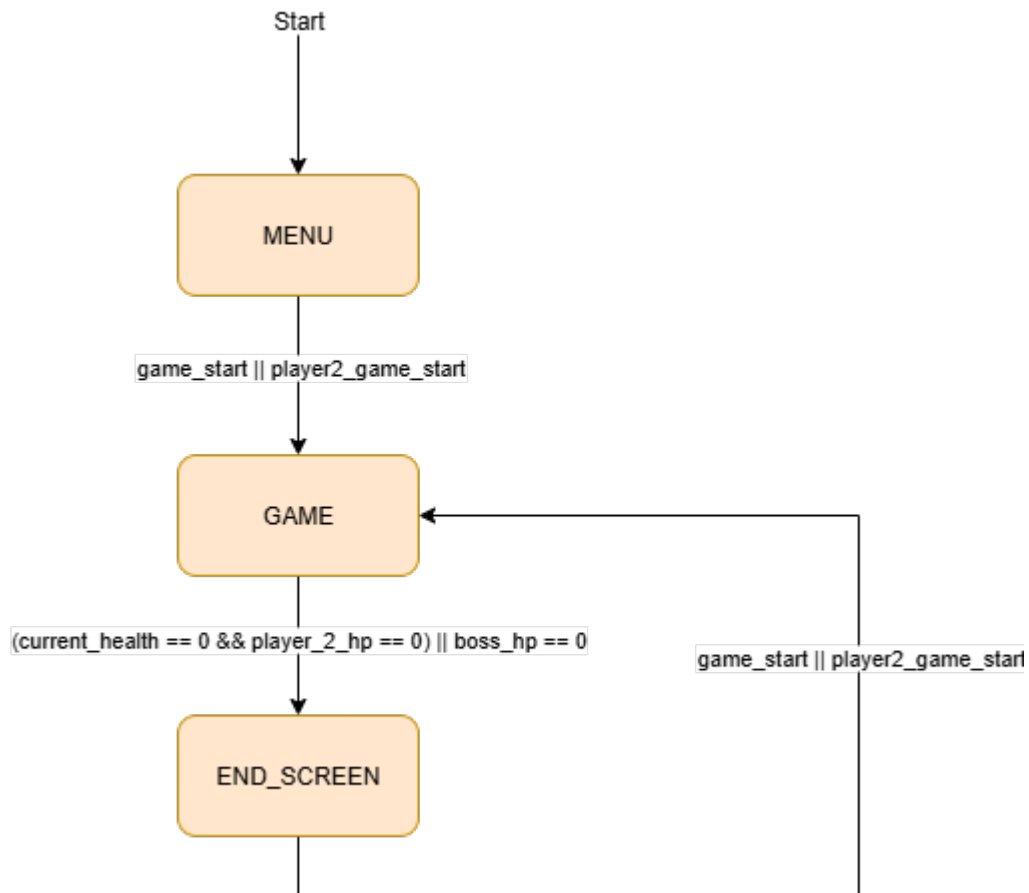 Start
MENU
game_start || player2_game_start
GAME
(current_health == 0 && player_2_hp == 0) || boss_hp == 0
game_start || player2_game_start
END_SCREEN